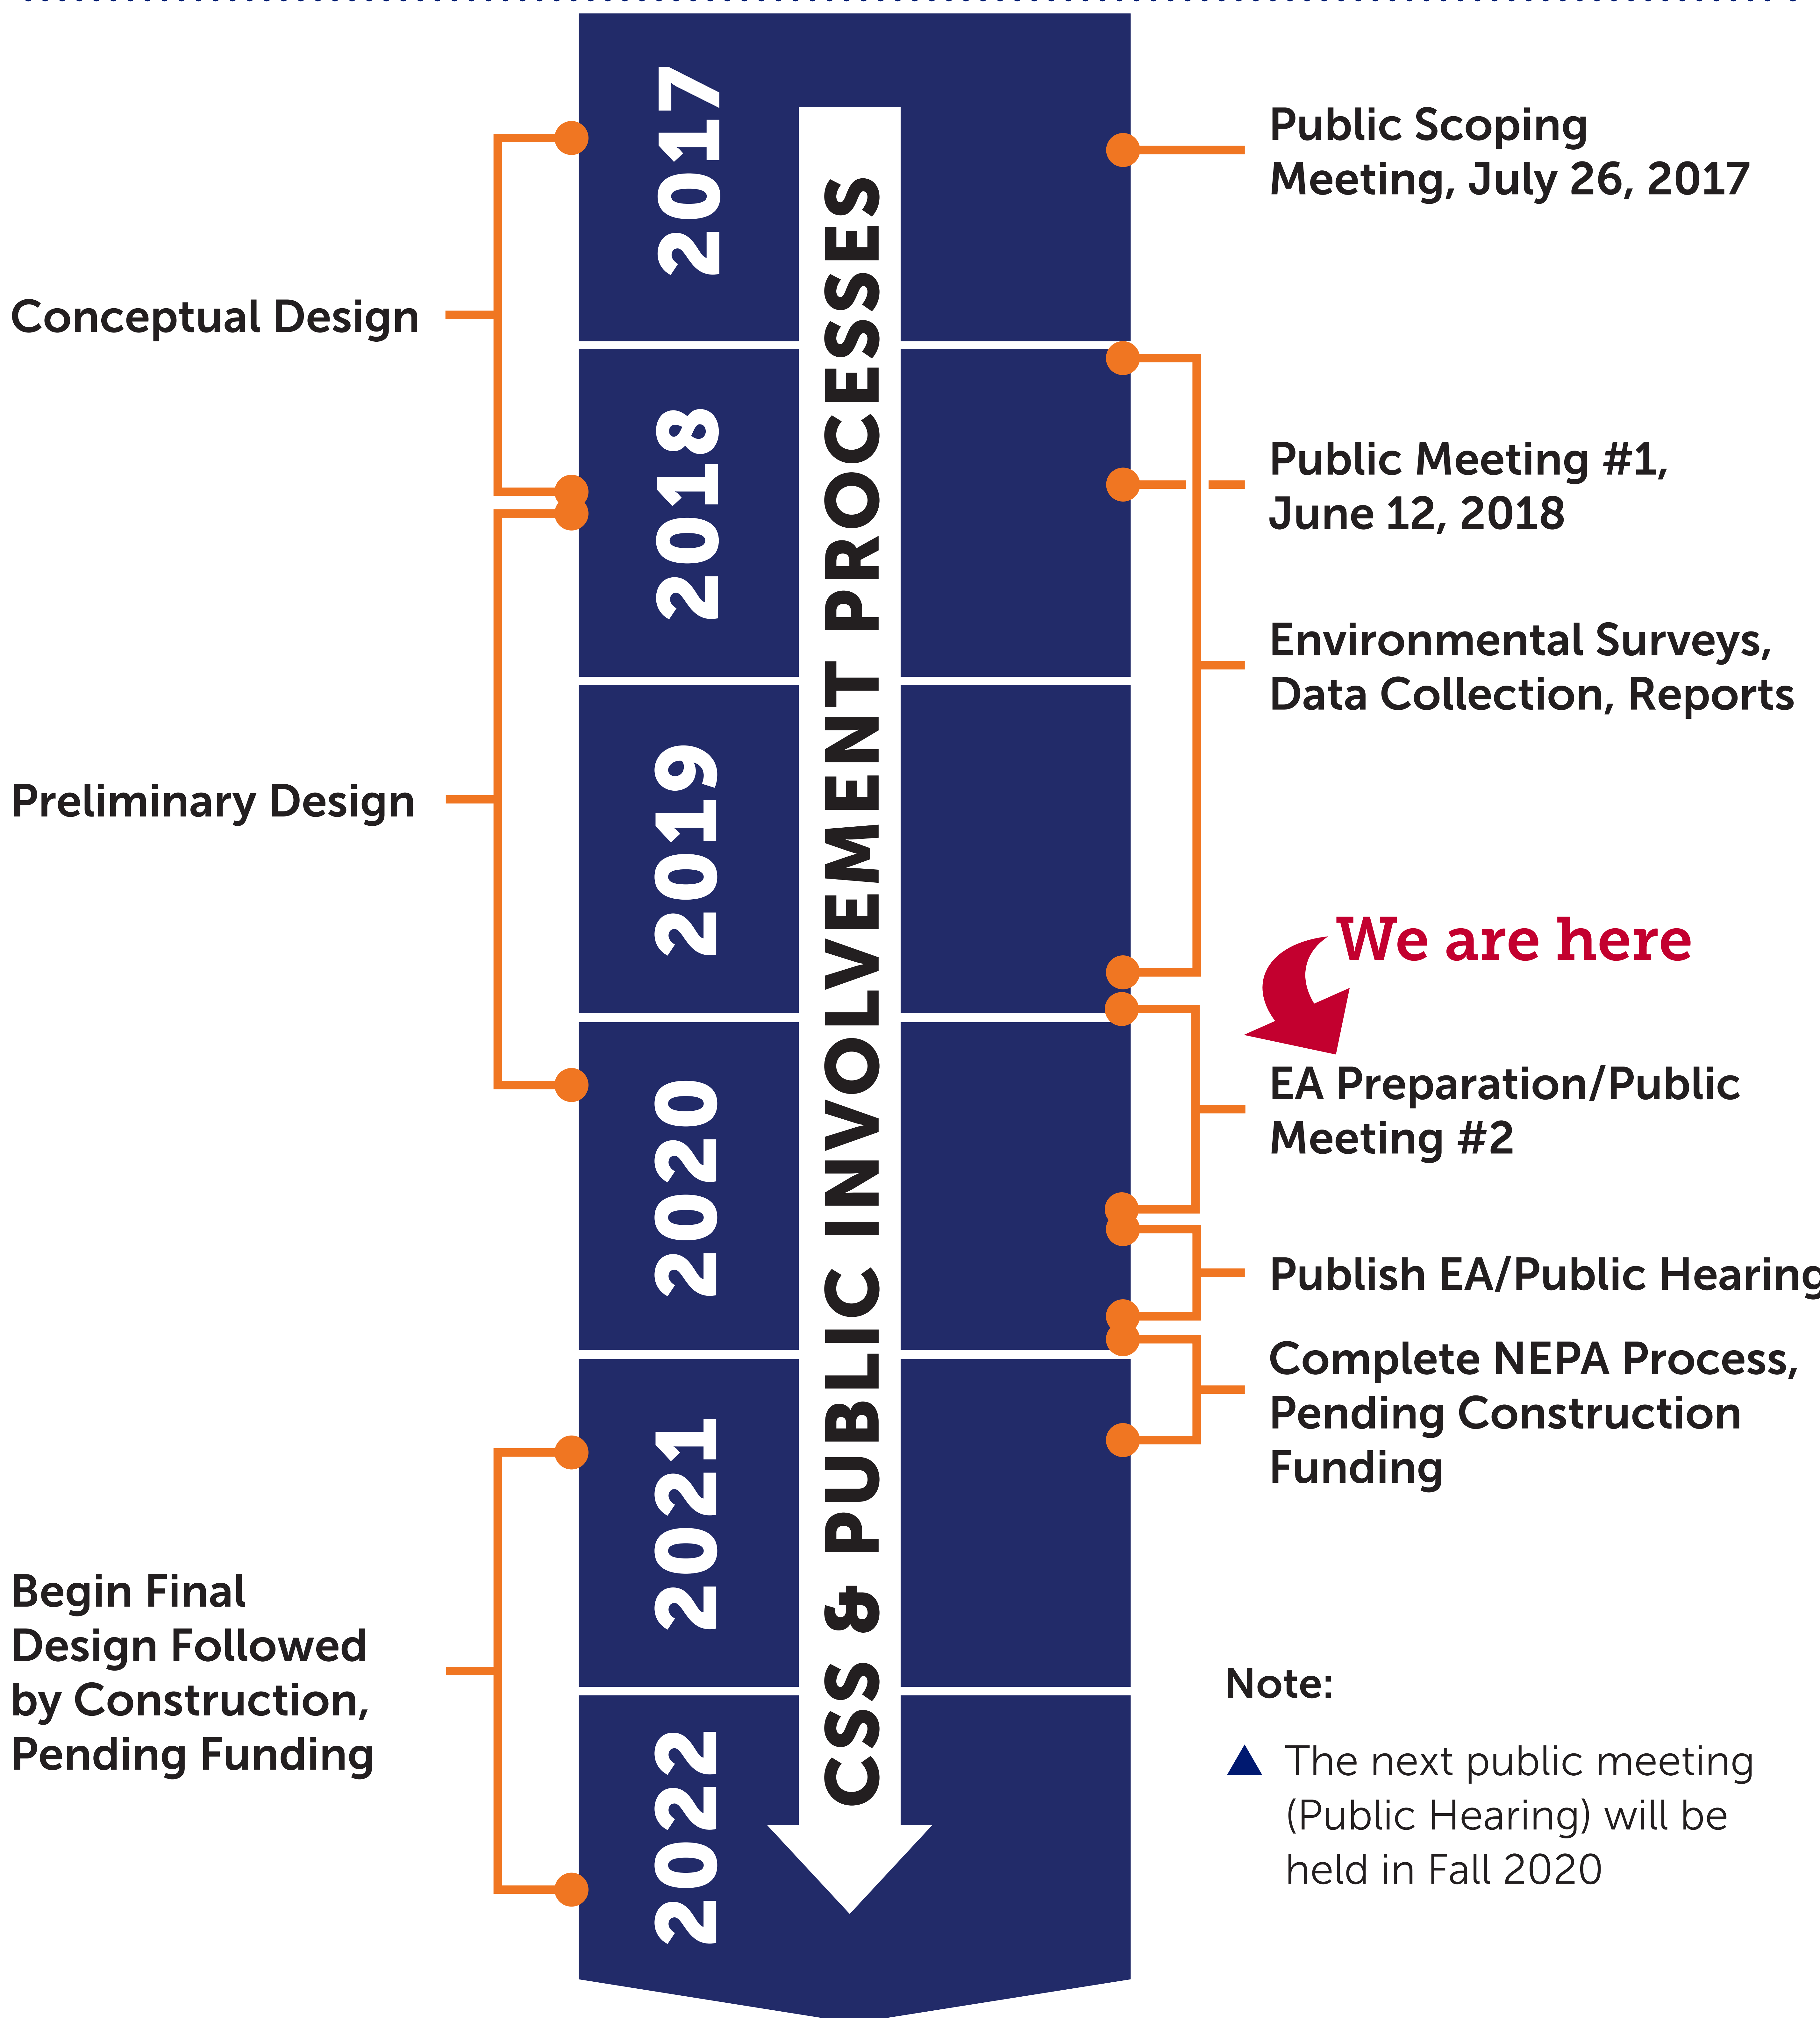 2017
2018
2019
2020
2021
2022
CSS & PUBLIC INVOLVEMENT PROCESSES
Conceptual Design
Preliminary Design
Begin Final
Design Followed
by Construction,
Pending Funding
Public Scoping
Meeting, July 26, 2017
Public Meeting #1,
June 12, 2018
Environmental Surveys,
Data Collection, Reports
We are here
EA Preparation/Public
Meeting #2
Publish EA/Public Hearing
Complete NEPA Process,
Pending Construction
Funding
Note:
The next public meeting
(Public Hearing) will be
held in Fall 2020